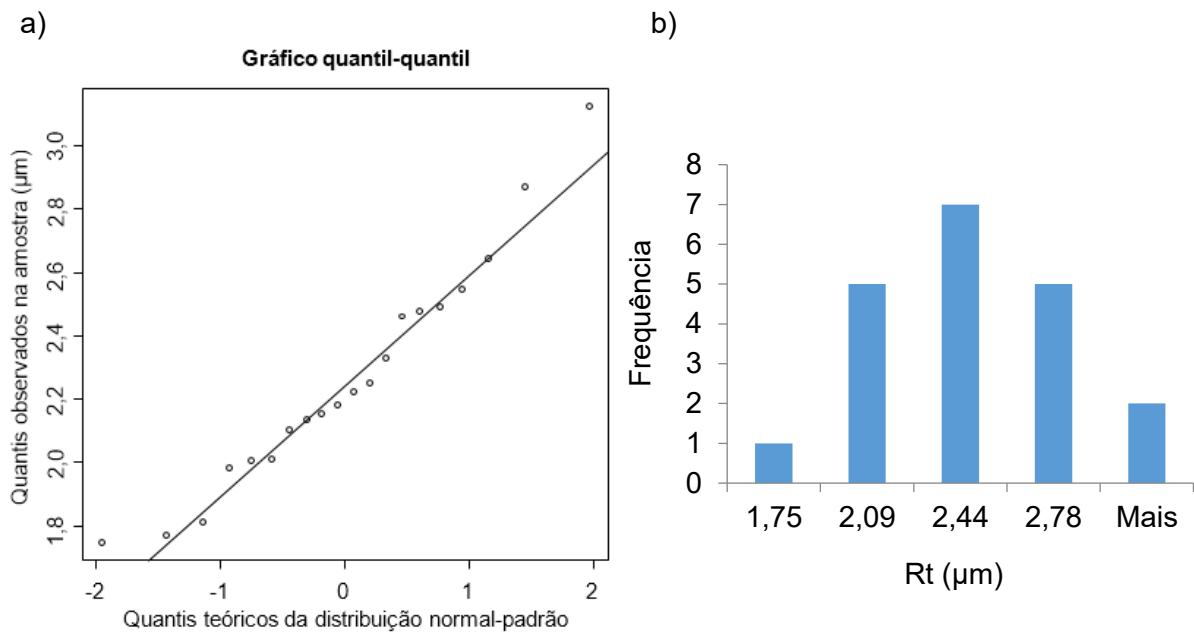 a)
Gráfico quantil-quantil
Quantis observados na amostra (µm)
3,0
2,8
2,6
2,4
2,2
2,0
1,8
-2 -1 0 1 2
Quantis teóricos da distribuição normal-padrão
b)
Frequência
8
7
6
5
4
3
2
1
0
1,75 2,09 2,44 2,78 Mais
Rt (µm)